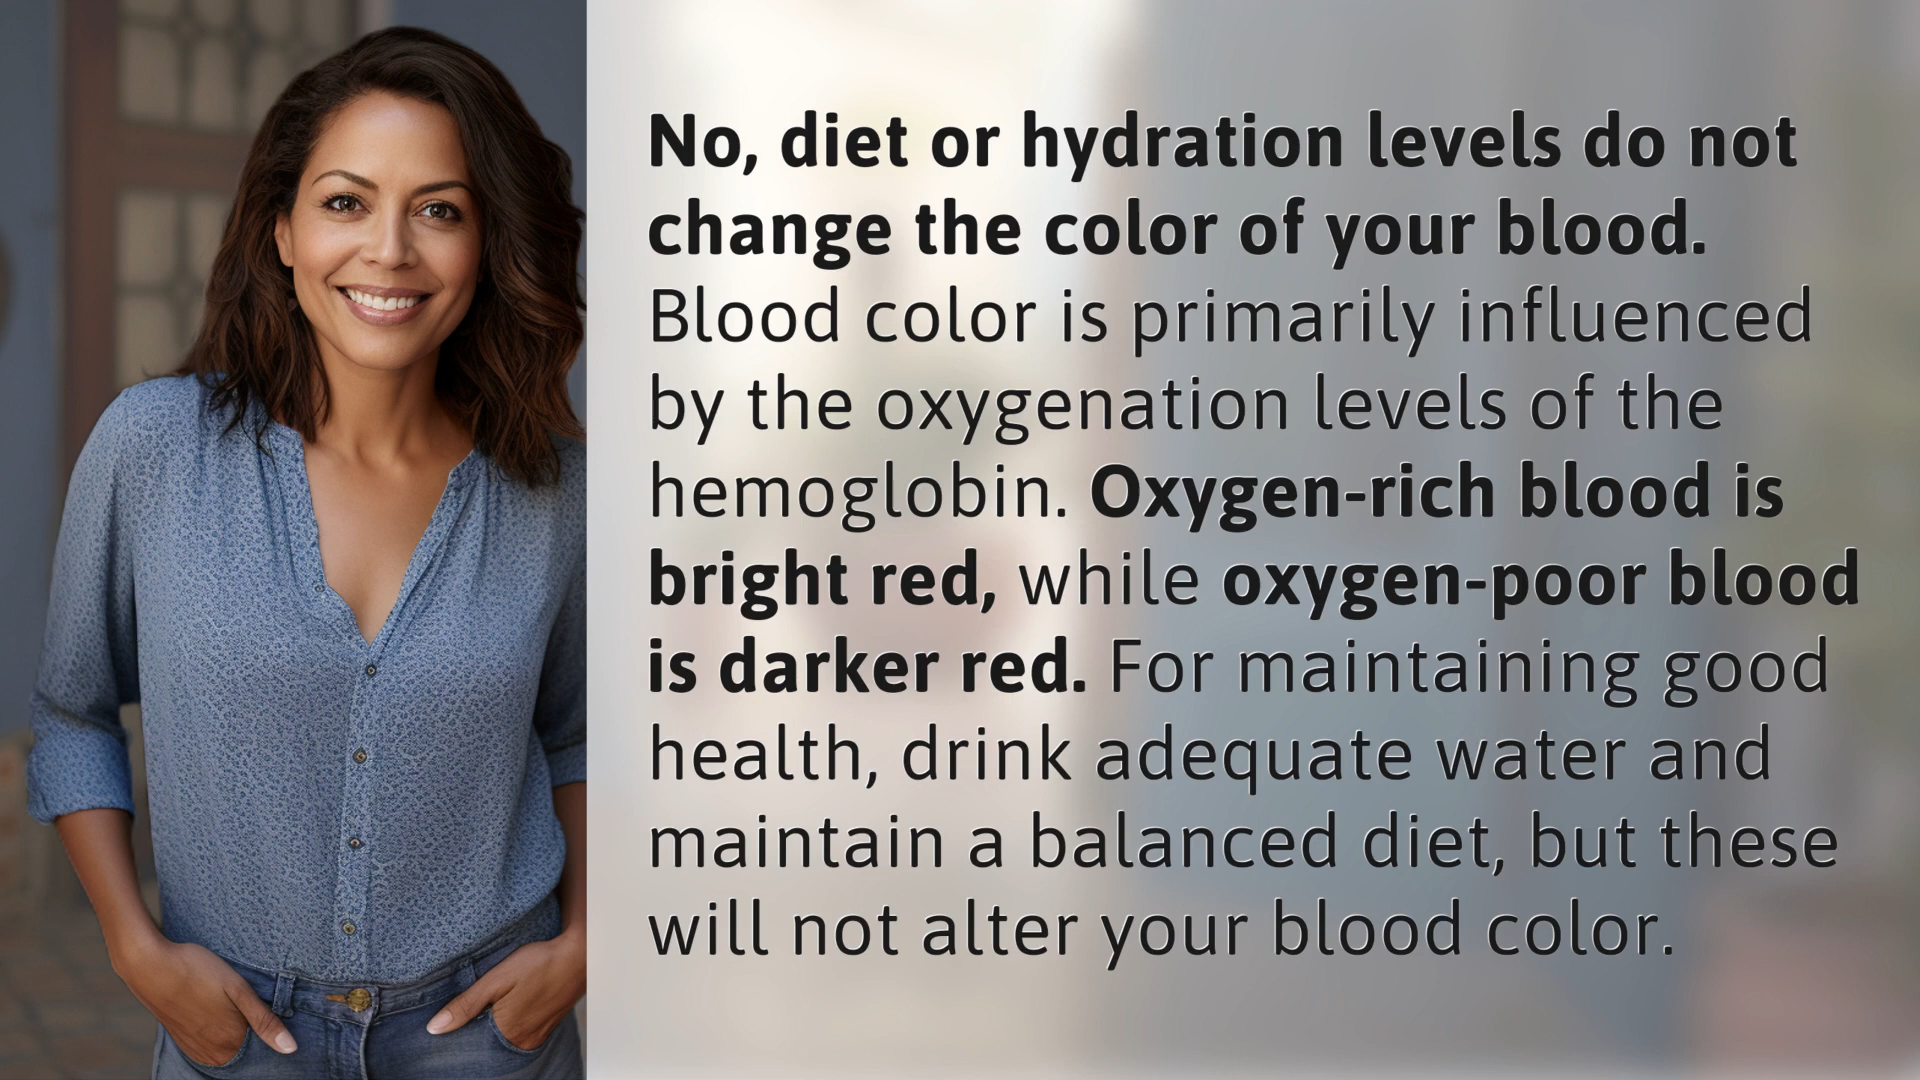 No, diet or hydration levels do not
change the color of your blood.
Blood color is primarily influenced
by the oxygenation levels of the
hemoglobin. Oxygen-rich blood is
bright red, while oxygen-poor blood
is darker red. For maintaining good
health, drink adequate water and
maintain a balanced diet, but these
will not alter your blood color.